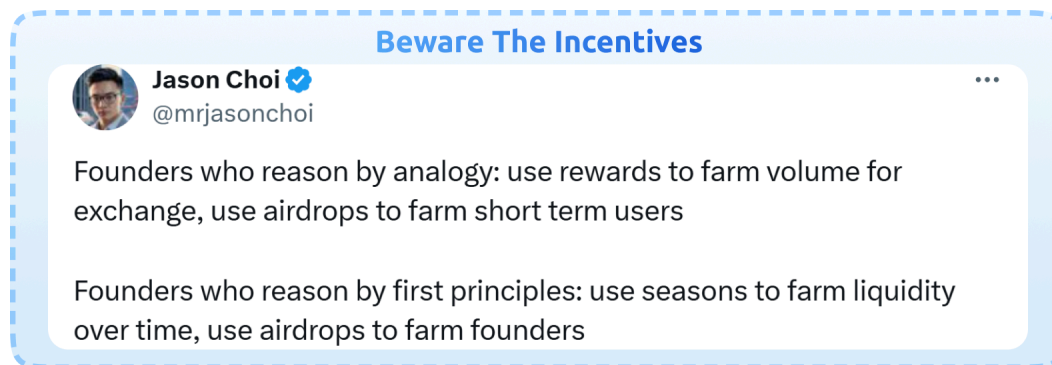 Beware The Incentives
Jason Choi
@mrjasonchoi
Founders who reason by analogy: use rewards to farm volume for
exchange, use airdrops to farm short term users
Founders who reason by first principles: use seasons to farm liquidity
over time, use airdrops to farm founders